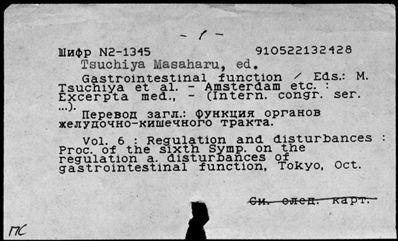 - 1 -
Шифр N2-1345 910522132428
Tsuchiya Masaharu, ed.
Gastrointestinal function / Eds.: M.
Tsuchiya et al. - Amsterdam etc. :
Excerpta med., - (Intern. congr. ser.
...).
Перевод загл.: Функция органов
желудочно-кишечного тракта.
Vol. 6 : Regulation and disturbances :
Proc. of the sixth Symp. on the
regulation a. disturbances of
gastrointestinal function, Tokyo, Oct.
См. след. карт.
ПС